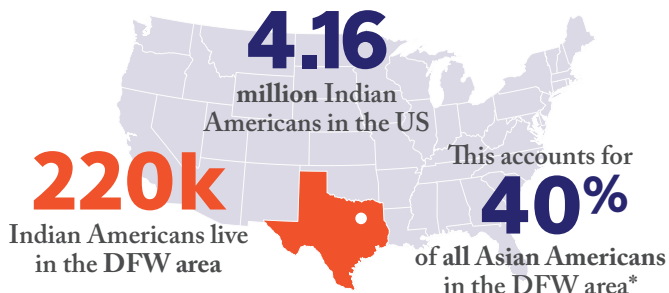 4.16
million Indian
Americans in the US
220k
Indian Americans live
in the DFW area
This accounts for
40%
of all Asian Americans
in the DFW area*